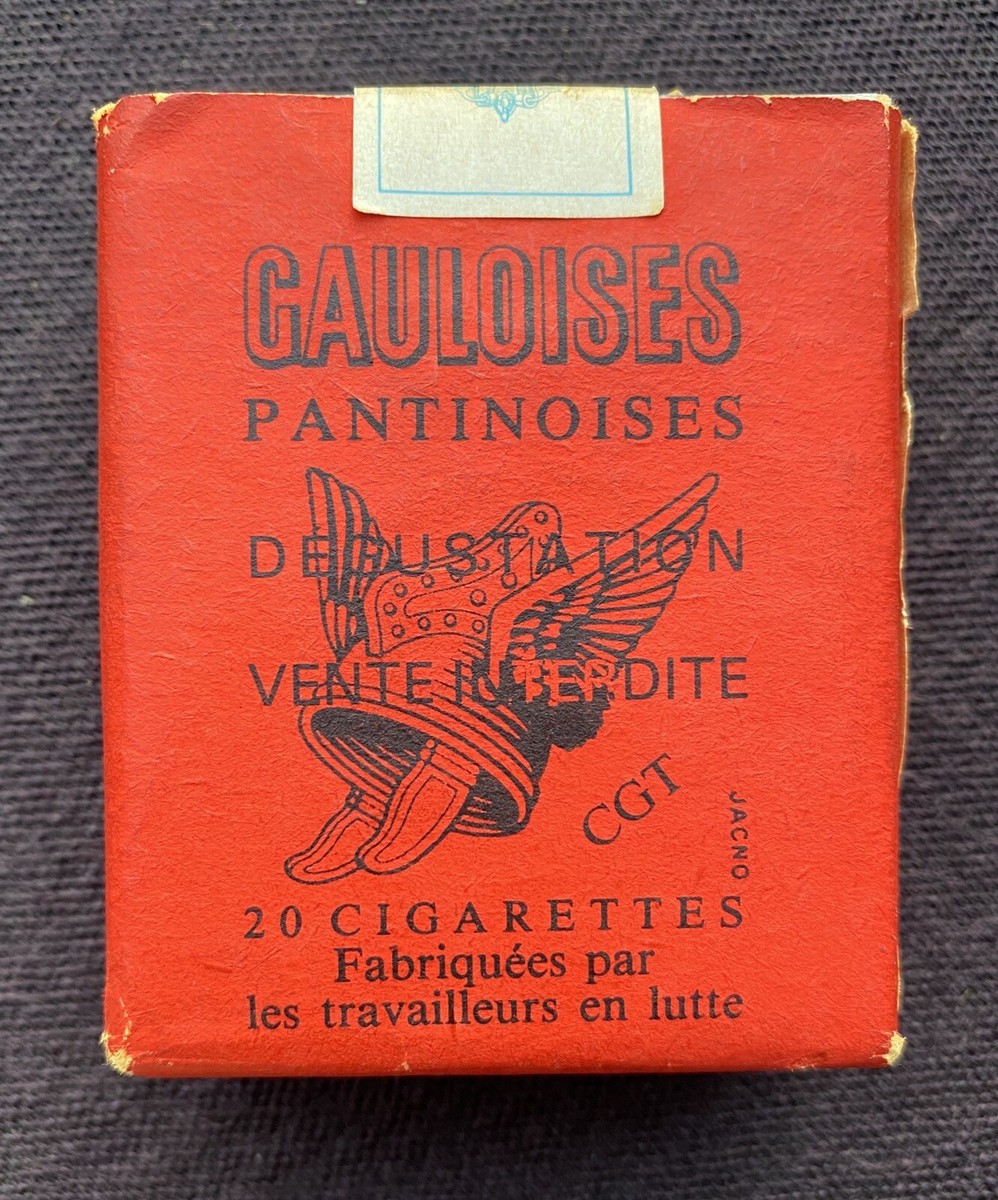 GAULOISES
PANTINOISES
DEGUSTATION
VENTE INTERDITE
CGT
JACNO
20 CIGARETTES
Fabriquées par
les travailleurs en lutte